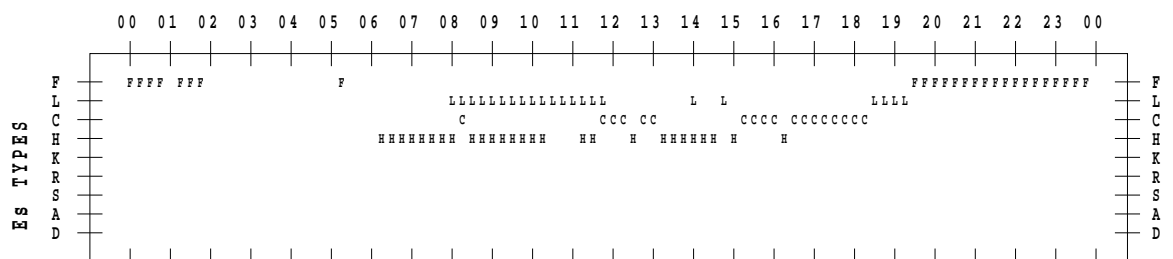 00 01 02 03 04 05 06 07 08 09 10 11 12 13 14 15 16 17 18 19 20 21 22 23 00
F FFFF FFF F FFFFFFFFFFFFFFFFFF F
L LLLLLLLLLLLLLLLL L L LLLL L
C C CCC CC CCCC CCCCCCCC C
H HHHHHHHH HHHHHHHH HH H HHHHHH H H H
K K
R R
S S
A A
D D
Es TYPES